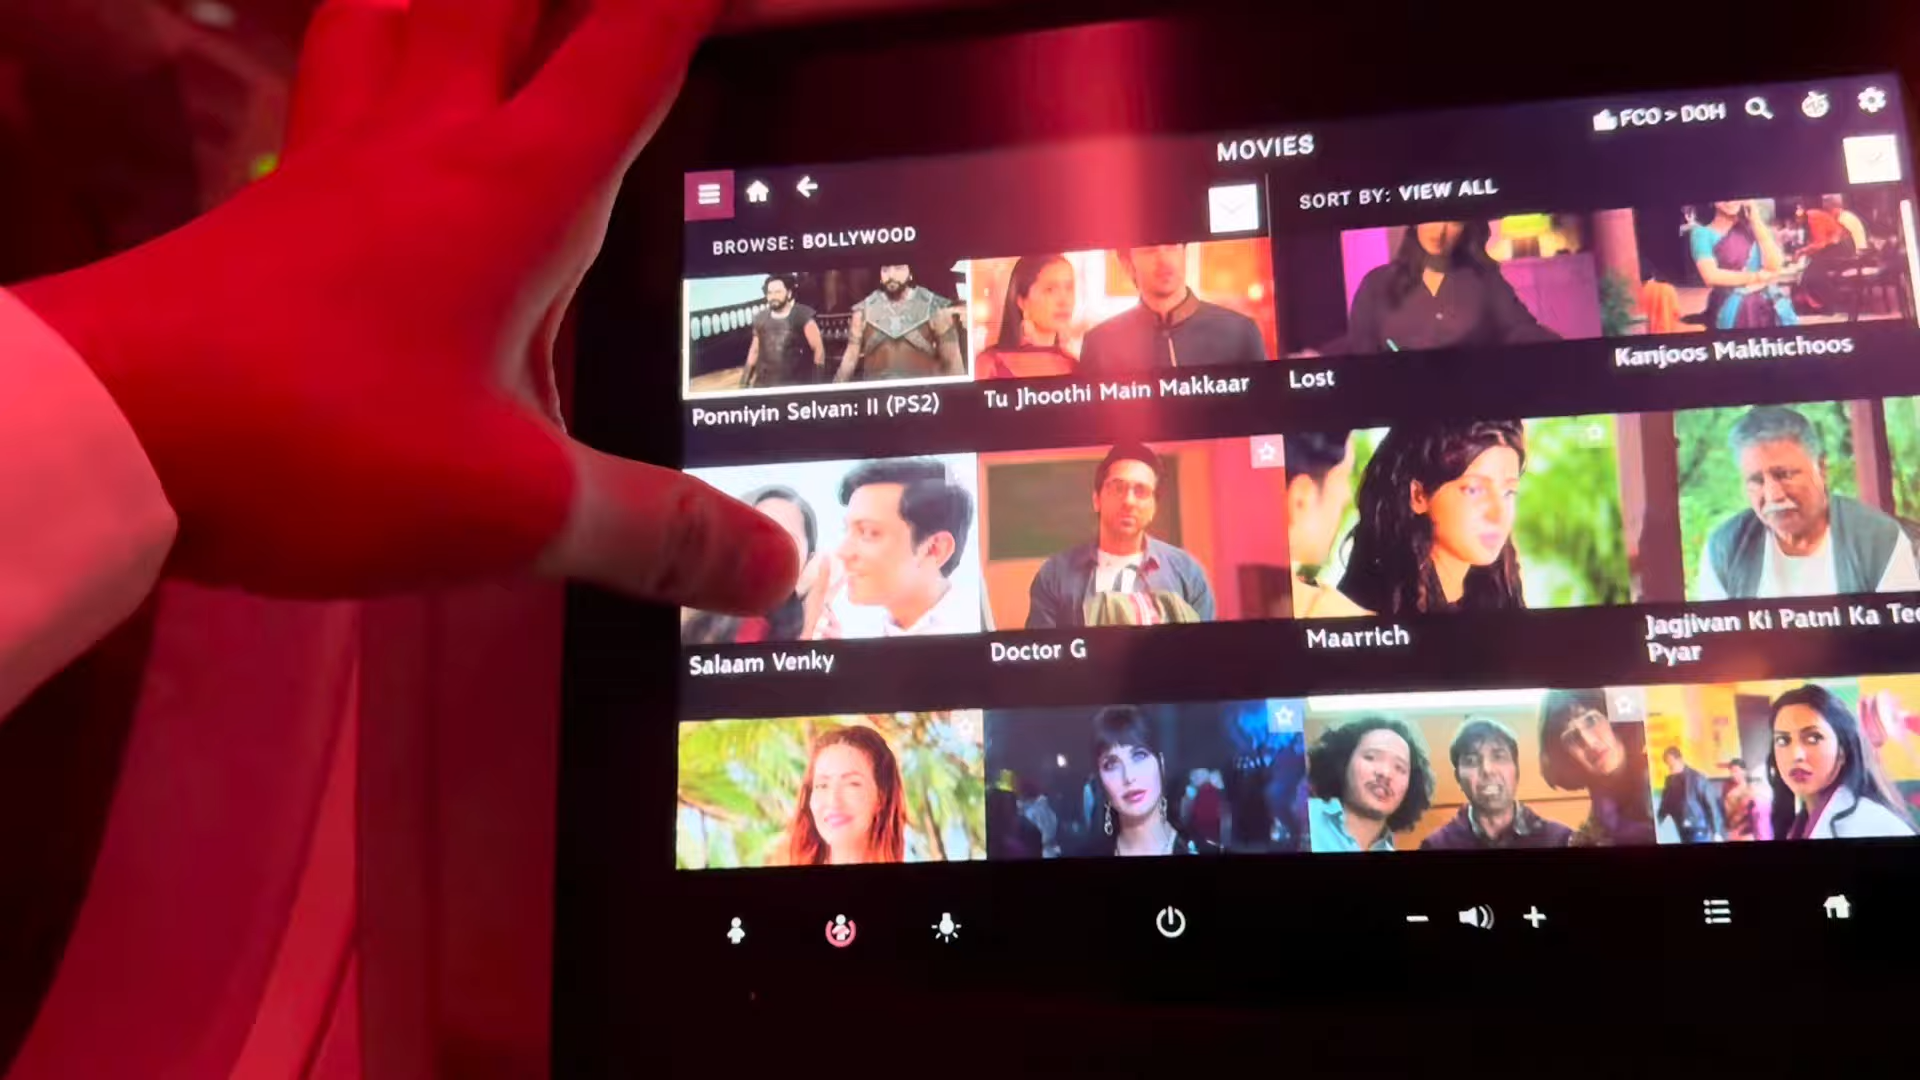 FCO > DOH
MOVIES
BROWSE: BOLLYWOOD
SORT BY: VIEW ALL
Ponniyin Selvan: II (PS2)
Tu Jhoothi Main Makkaar
Lost
Kanjoos Makhichoos
Salaam Venky
Doctor G
Maarrich
Jagjivan Ki Patni Ka
Pyar